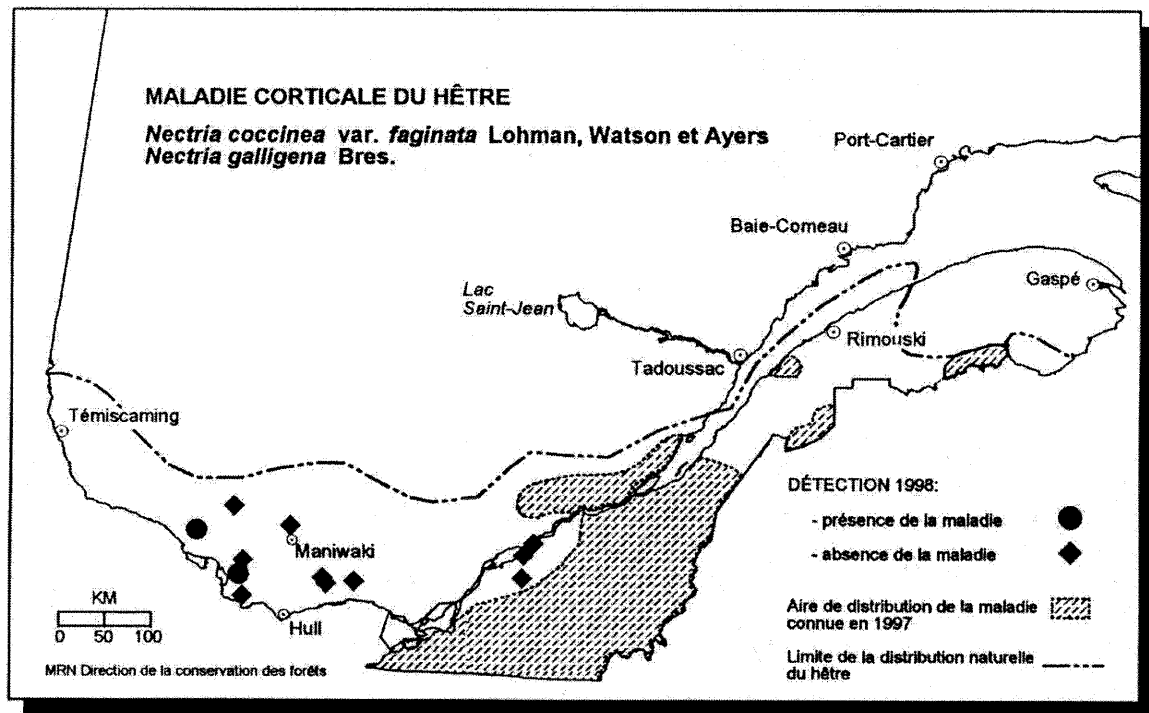 MALADIE CORTICALE DU HÊTRE
Nectria coccinea var. faginata Lohman, Watson et Ayers
Nectria galligena Bres.
Port-Cartier
Baie-Comeau
Gaspé
Lac
Saint-Jean
Rimouski
Tadoussac
Témiscaming
DÉTECTION 1998:
- présence de la maladie
Maniwaki
- absence de la maladie
KM
0 50 100
Hull
Aire de distribution de la maladie
connue en 1997
Limite de la distribution naturelle
du hêtre
MRN Direction de la conservation des forêts